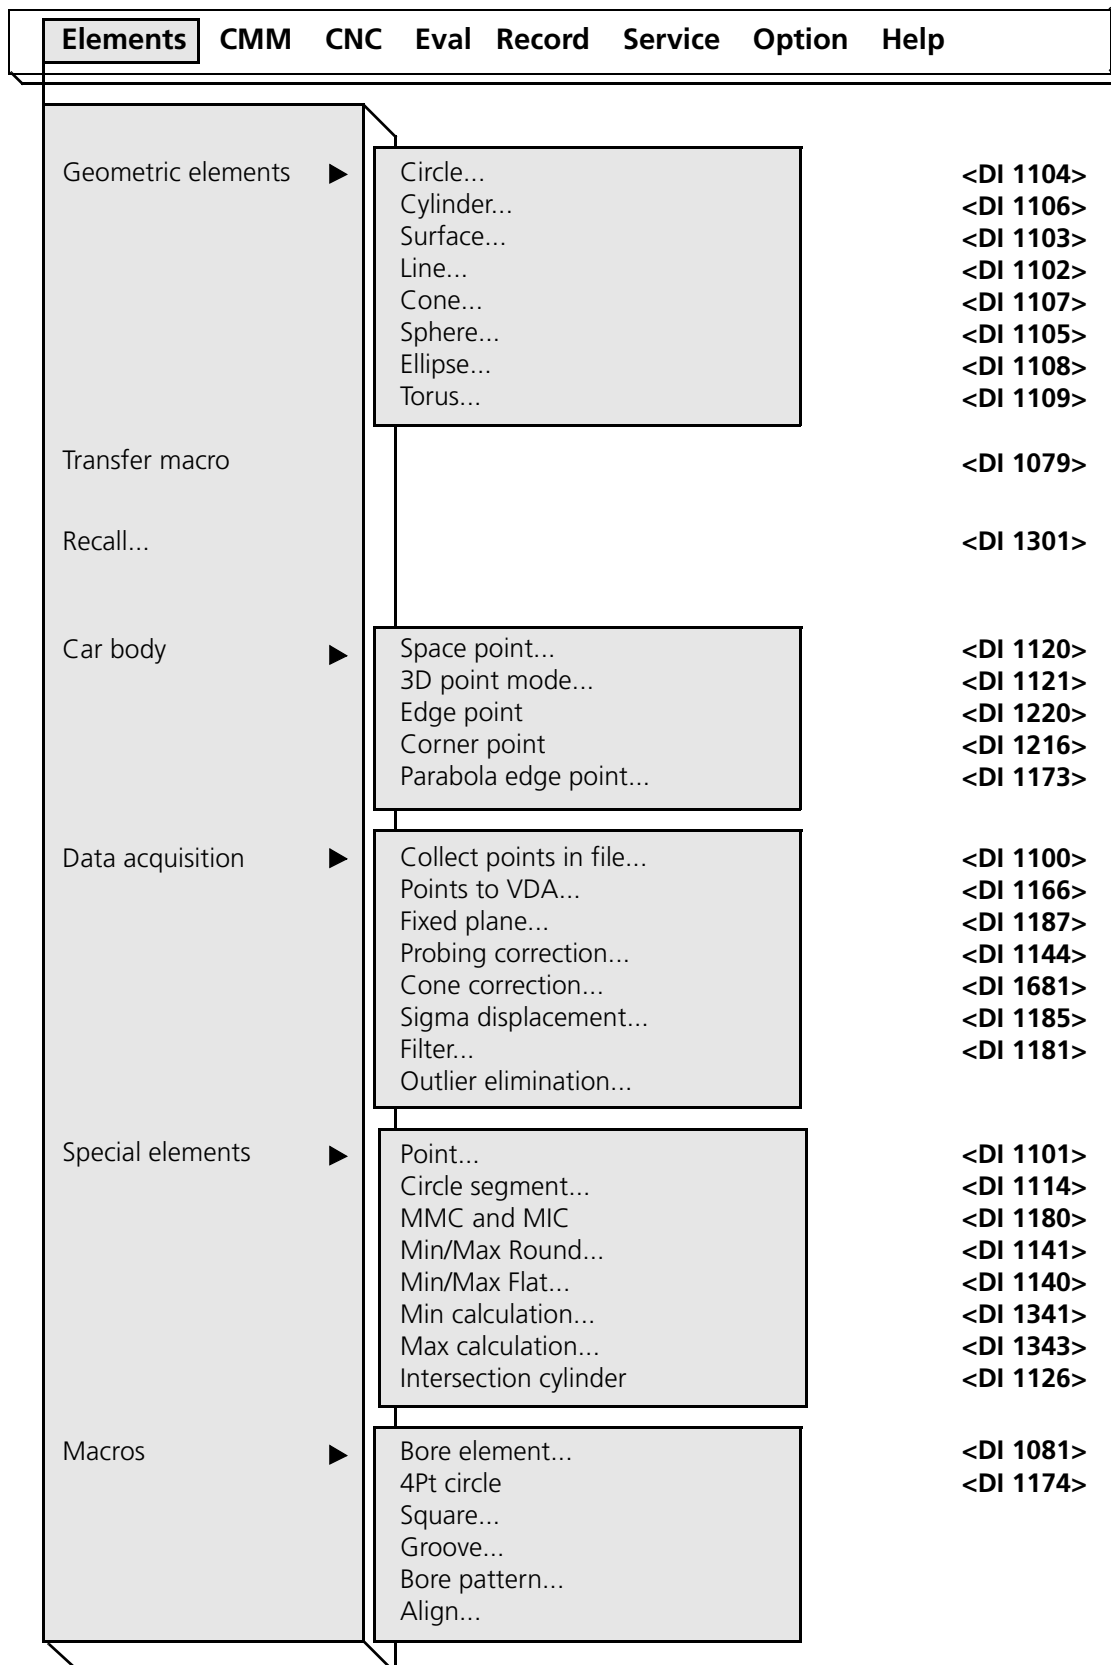 Elements CMM CNC Eval Record Service Option Help
Geometric elements ▶ Circle... <DI 1104>
Cylinder... <DI 1106>
Surface... <DI 1103>
Line... <DI 1102>
Cone... <DI 1107>
Sphere... <DI 1105>
Ellipse... <DI 1108>
Torus... <DI 1109>
Transfer macro <DI 1079>
Recall... <DI 1301>
Car body ▶ Space point... <DI 1120>
3D point mode... <DI 1121>
Edge point <DI 1220>
Corner point <DI 1216>
Parabola edge point... <DI 1173>
Data acquisition ▶ Collect points in file... <DI 1100>
Points to VDA... <DI 1166>
Fixed plane... <DI 1187>
Probing correction... <DI 1144>
Cone correction... <DI 1681>
Sigma displacement... <DI 1185>
Filter... <DI 1181>
Outlier elimination...
Special elements ▶ Point... <DI 1101>
Circle segment... <DI 1114>
MMC and MIC <DI 1180>
Min/Max Round... <DI 1141>
Min/Max Flat... <DI 1140>
Min calculation... <DI 1341>
Max calculation... <DI 1343>
Intersection cylinder <DI 1126>
Macros ▶ Bore element... <DI 1081>
4Pt circle <DI 1174>
Square...
Groove...
Bore pattern...
Align...